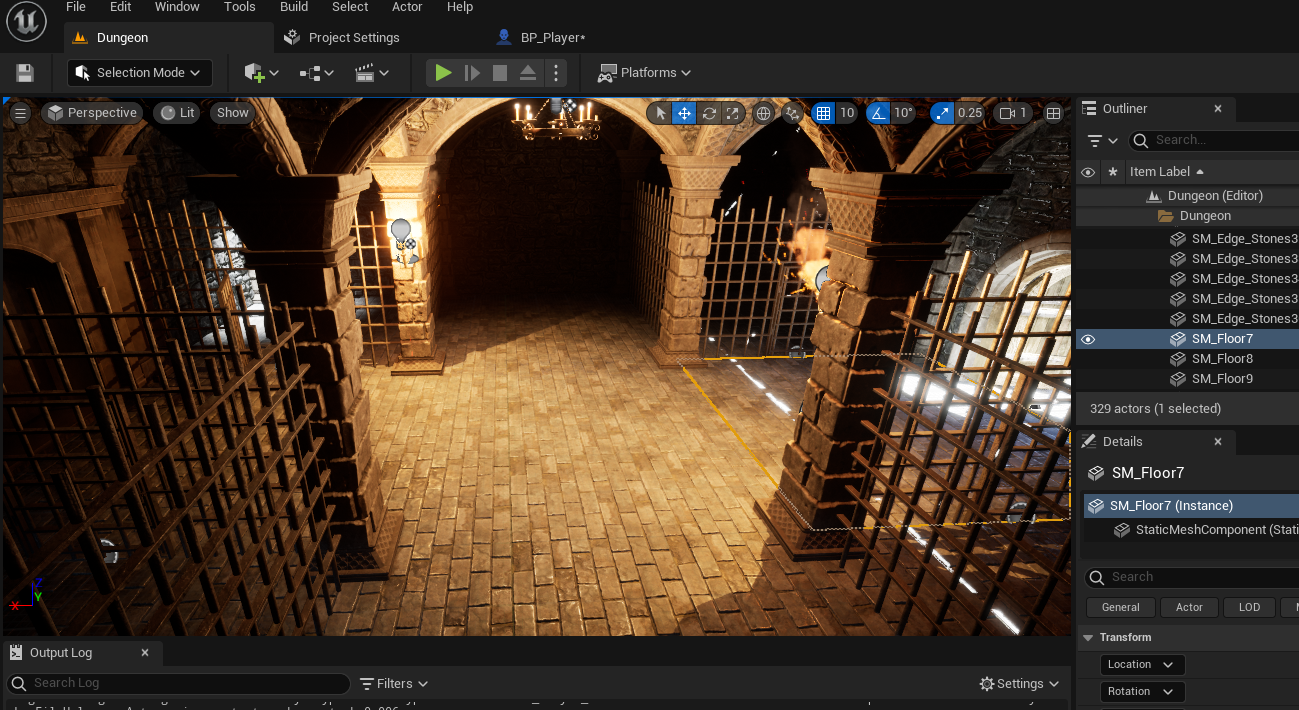 File Edit Window Tools Build Select Actor Help
Dungeon Project Settings BP_Player*
Selection Mode Platforms
Perspective Lit Show 10 10° 0.25 1
Outliner
Search...
Item Label
Dungeon (Editor)
Dungeon
SM_Edge_Stones3
SM_Edge_Stones3
SM_Edge_Stones3
SM_Edge_Stones3
SM_Edge_Stones3
SM_Floor7
SM_Floor8
SM_Floor9
329 actors (1 selected)
Details
SM_Floor7
SM_Floor7 (Instance)
StaticMeshComponent (Stati
Search
General Actor LOD
Transform
Location
Rotation
Z
X Y
Output Log
Search Log Filters Settings